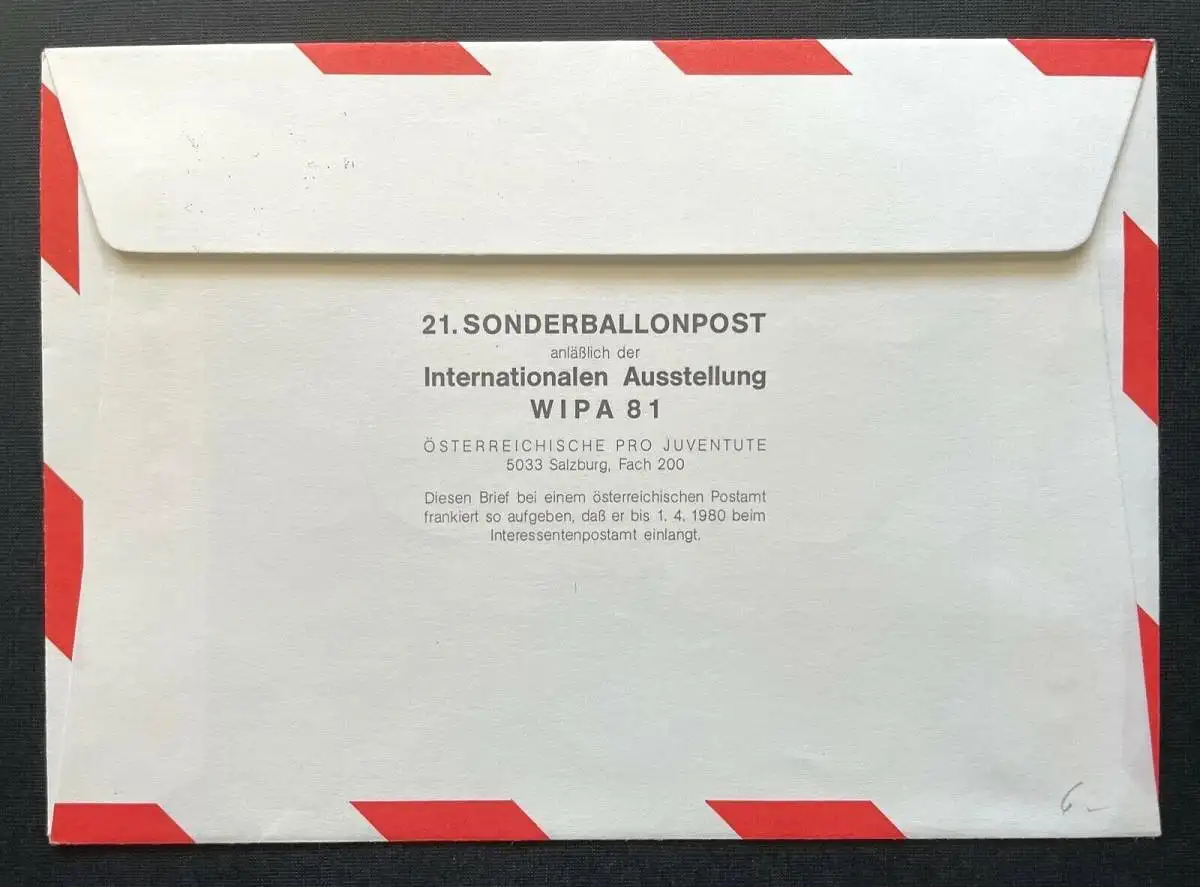 21. SONDERBALLONPOST
anläßlich der
Internationalen Ausstellung
WIPA 81
ÖSTERREICHISCHE PRO JUVENTUTE
5033 Salzburg, Fach 200
Diesen Brief bei einem österreichischen Postamt
frankiert so aufgeben, daß er bis 1. 4. 1980 beim
Interessentenpostamt einlangt.
6 –